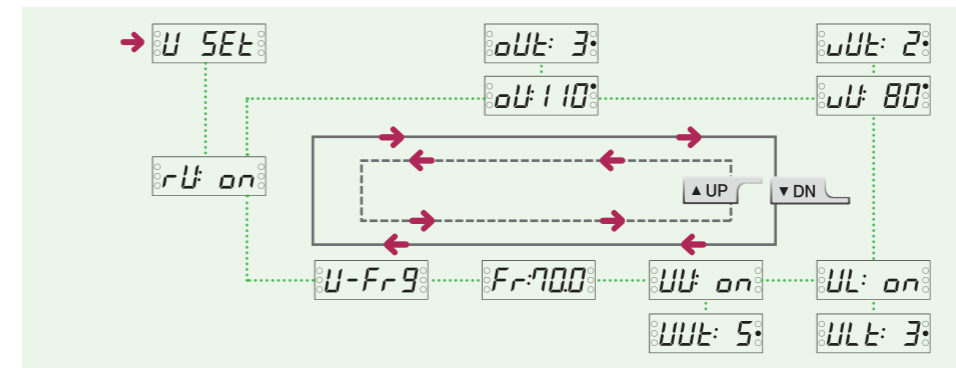 U SEt
oUt: 3
uUt: 2
oU: 110
uU: 80
rU: on
▲ UP
▼ DN
U-Fr9
Fr:70.0
UU: on
UL: on
UUt: 5
ULt: 3